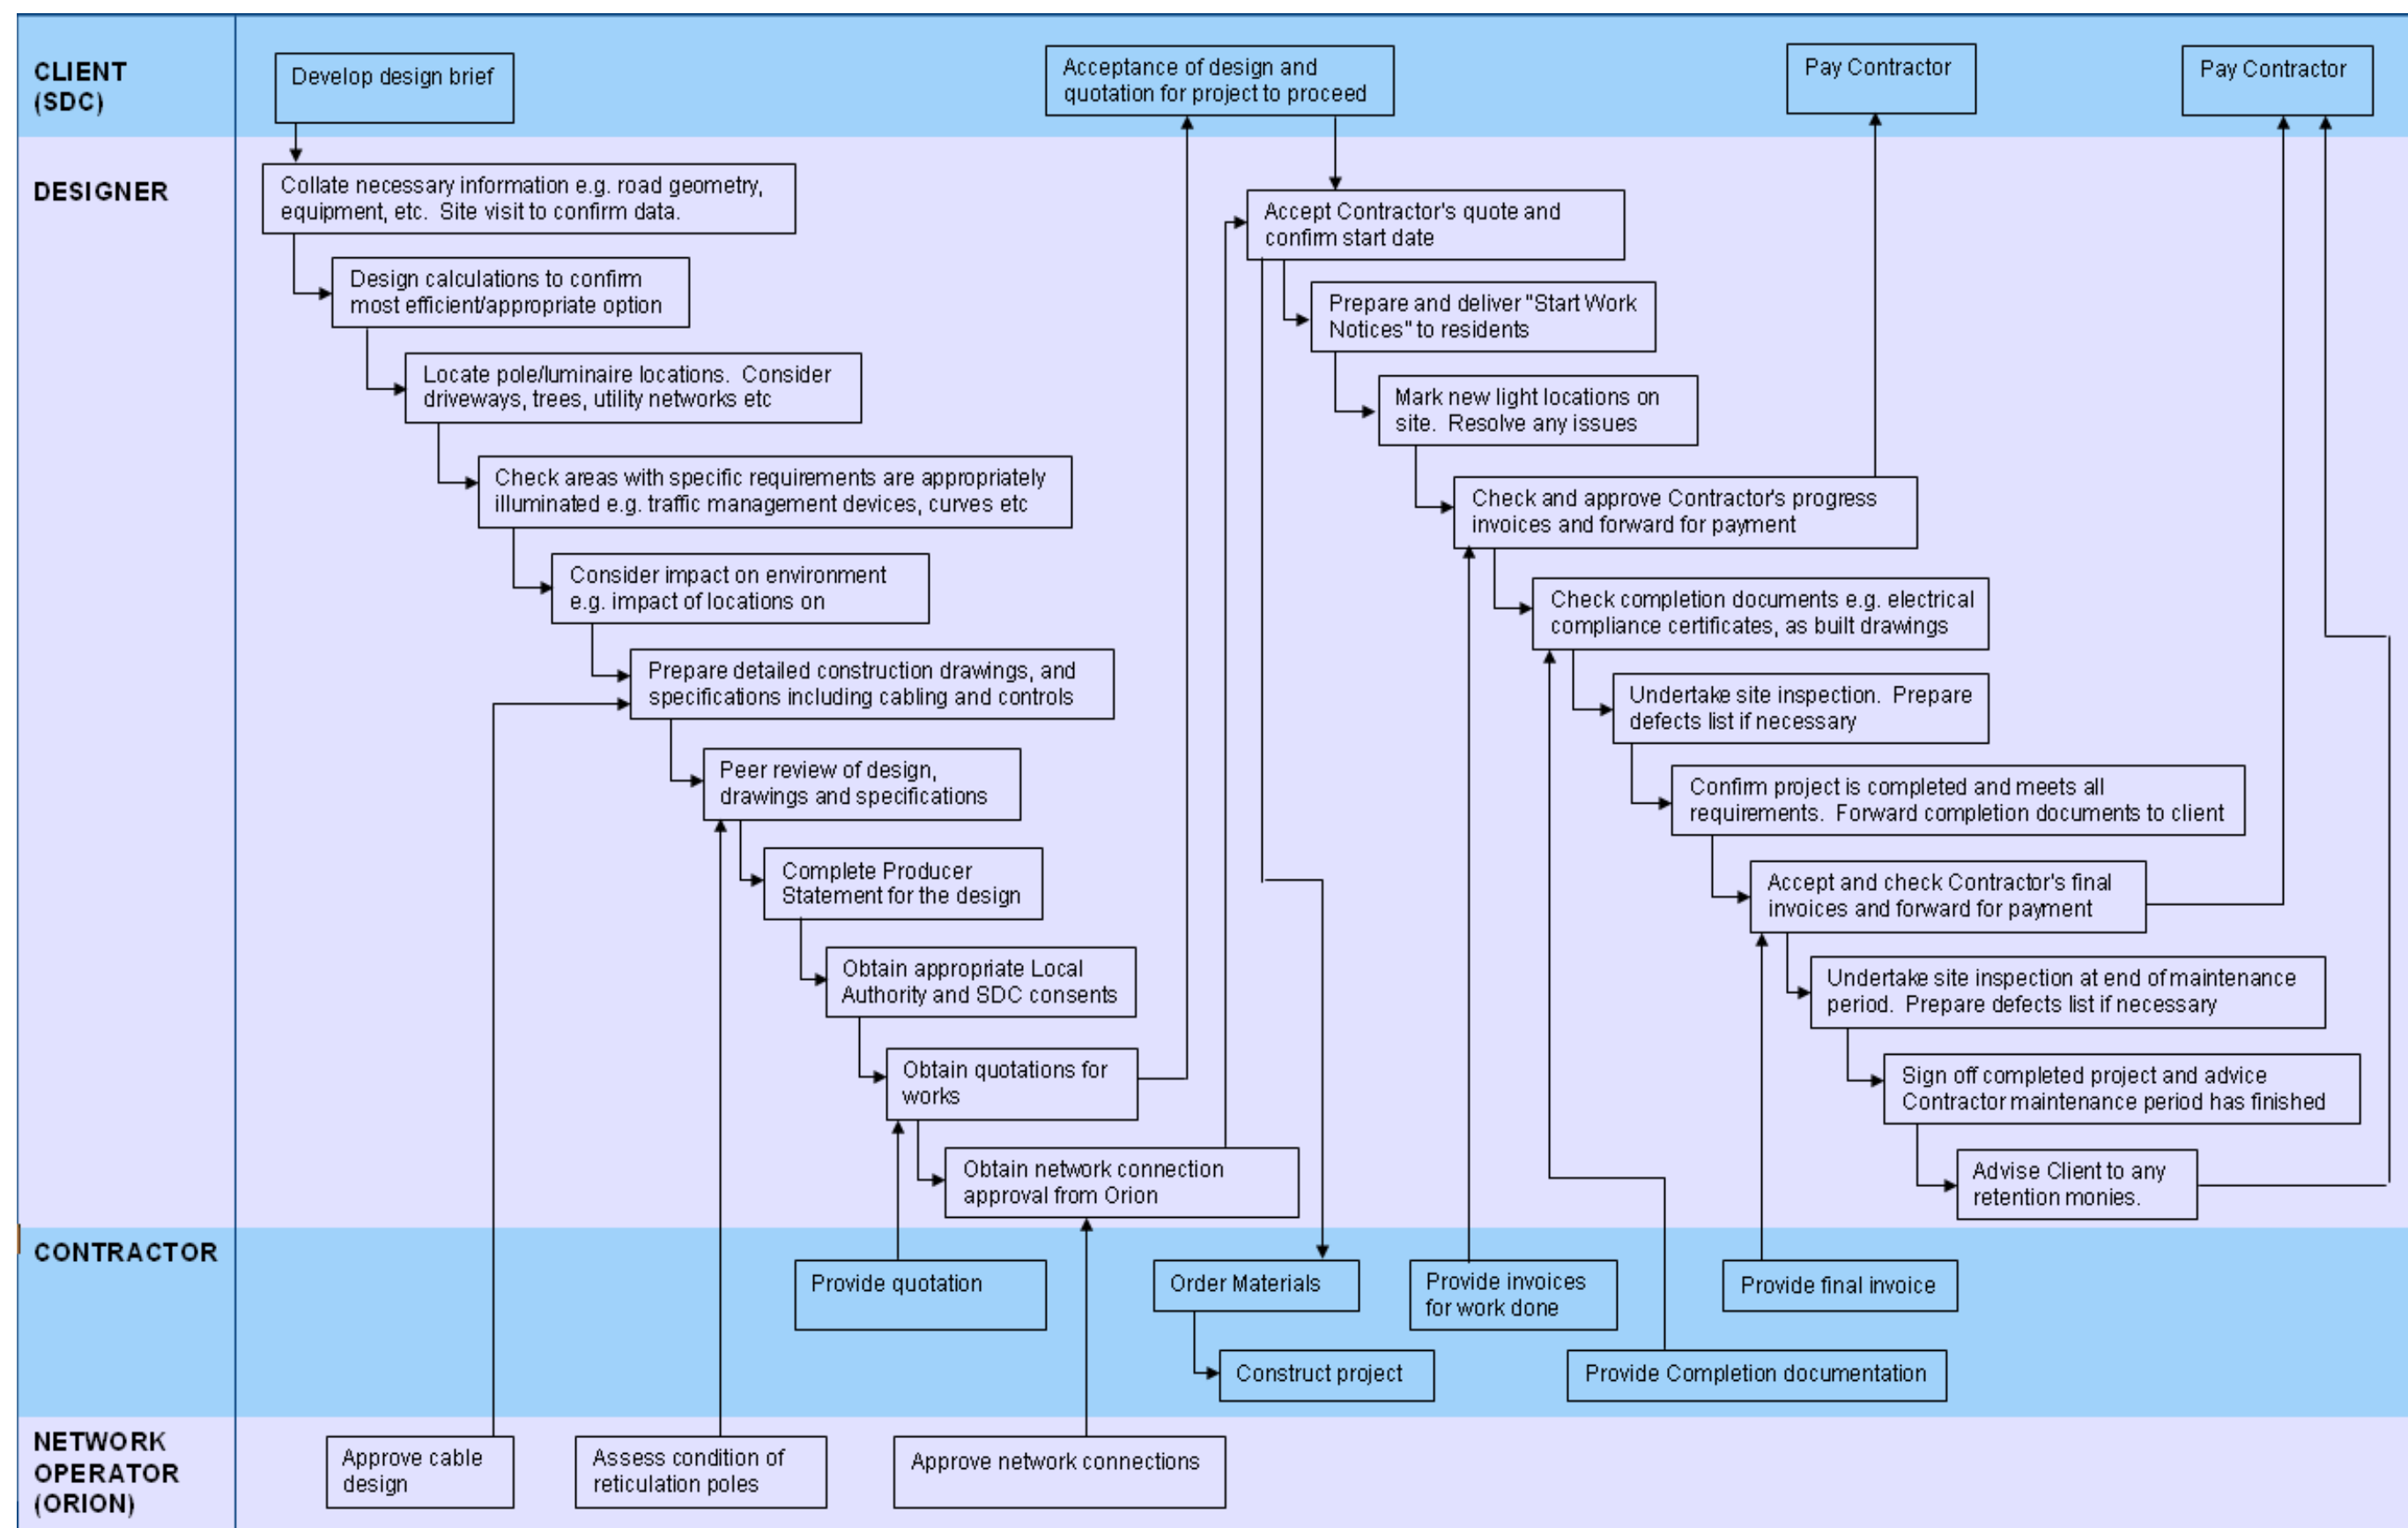 CLIENT
(SDC)
Develop design brief
Acceptance of design and
quotation for project to proceed
Pay Contractor
Pay Contractor
DESIGNER
Collate necessary information e.g. road geometry,
equipment, etc. Site visit to confirm data.
Design calculations to confirm
most efficient/appropriate option
Locate pole/luminaire locations. Consider
driveways, trees, utility networks etc
Check areas with specific requirements are appropriately
illuminated e.g. traffic management devices, curves etc
Consider impact on environment
e.g. impact of locations on
Prepare detailed construction drawings, and
specifications including cabling and controls
Peer review of design,
drawings and specifications
Complete Producer
Statement for the design
Obtain appropriate Local
Authority and SDC consents
Obtain quotations for
works
Obtain network connection
approval from Orion
Accept Contractor's quote and
confirm start date
Prepare and deliver "Start Work
Notices" to residents
Mark new light locations on
site. Resolve any issues
Check and approve Contractor's progress
invoices and forward for payment
Check completion documents e.g. electrical
compliance certificates, as built drawings
Undertake site inspection. Prepare
defects list if necessary
Confirm project is completed and meets all
requirements. Forward completion documents to client
Accept and check Contractor's final
invoices and forward for payment
Undertake site inspection at end of maintenance
period. Prepare defects list if necessary
Sign off completed project and advice
Contractor maintenance period has finished
Advise Client to any
retention monies.
CONTRACTOR
Provide quotation
Order Materials
Construct project
Provide invoices
for work done
Provide Completion documentation
Provide final invoice
NETWORK
OPERATOR
(ORION)
Approve cable
design
Assess condition of
reticulation poles
Approve network connections